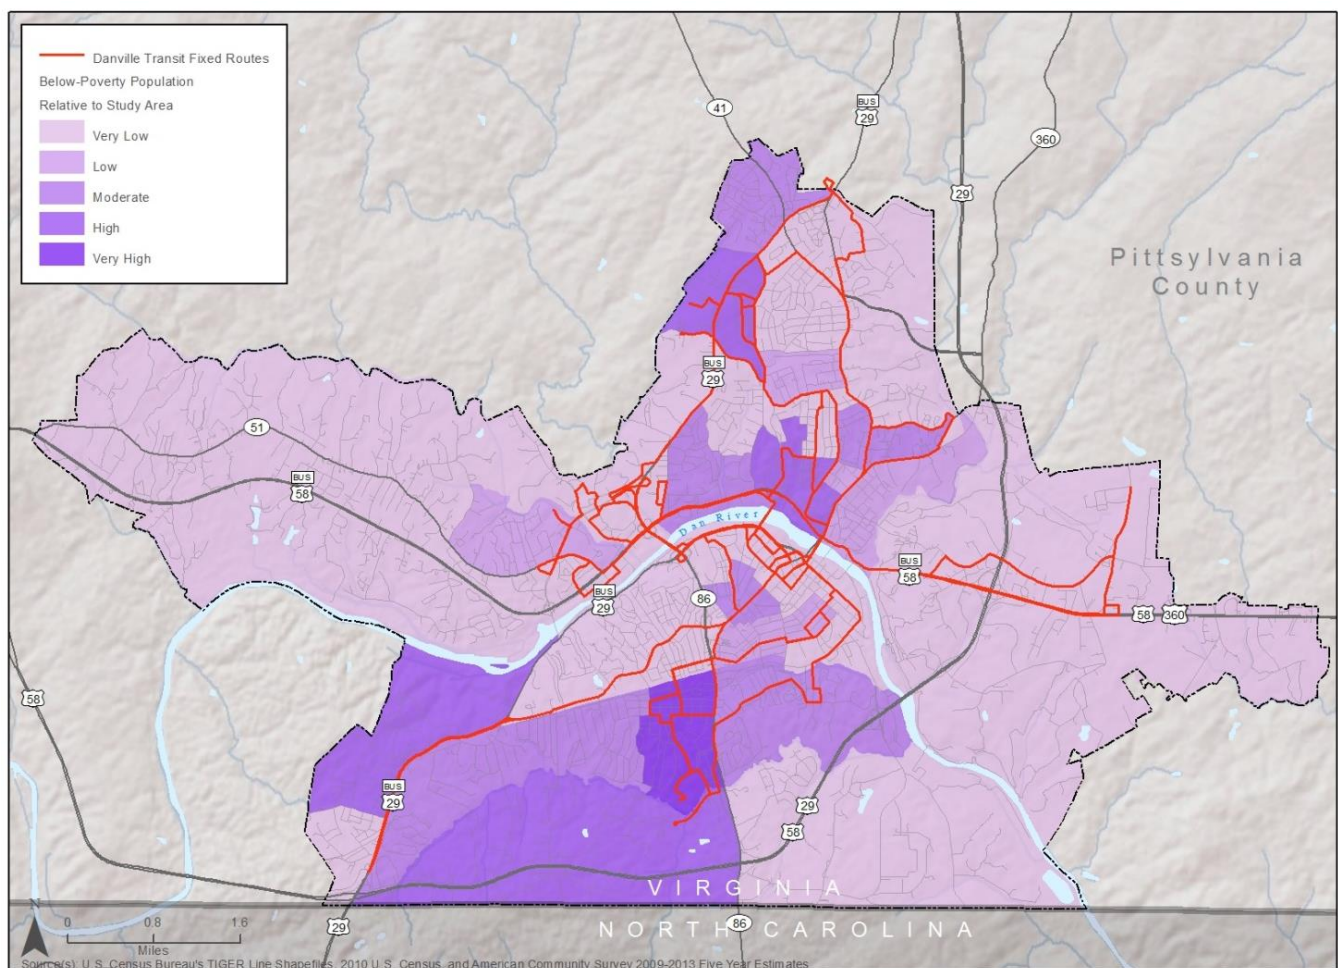 Danville Transit Fixed Routes
Below-Poverty Population
Relative to Study Area
Very Low
Low
Moderate
High
Very High
41
BUS
29
360
29
Pittsylvania
County
BUS
29
51
BUS
58
Dan River
BUS
58
BUS
29
86
58
360
58
BUS
29
29
58
VIRGINIA
NORTH CAROLINA
86
29
N
0 0.8 1.6
Miles
Source(s): U.S. Census Bureau's TIGER Line Shapefiles, 2010 U.S. Census, and American Community Survey 2009-2013 Five Year Estimates